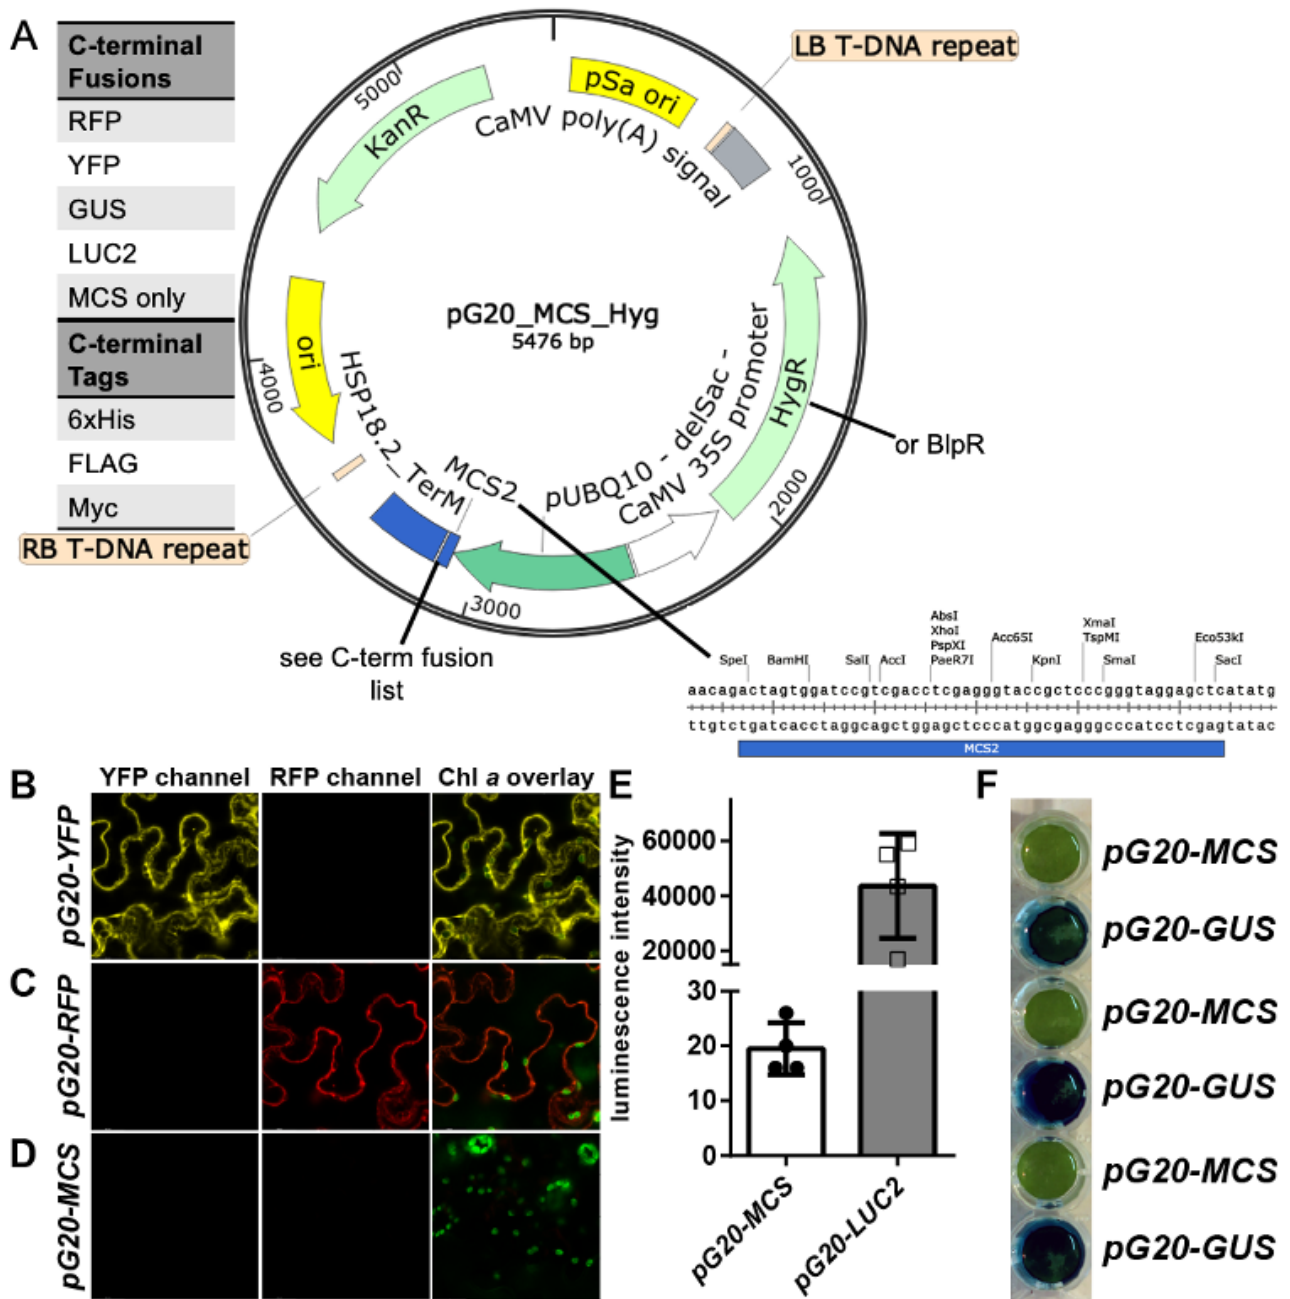 A
C-terminal
Fusions
RFP
YFP
GUS
LUC2
MCS only
C-terminal
Tags
6xHis
FLAG
Myc
LB T-DNA repeat
pSa ori
CaMV poly(A) signal
KanR
5000
1000
pG20_MCS_Hyg
5476 bp
ori
4000
HSP18.2_TerM
MCS2
pUBQ10 - delSac -
CaMV 35S promoter
HygR
or BlpR
2000
3000
RB T-DNA repeat
see C-term fusion
list
AbsI
XhoI
PspXI
PaeR7I
XmaI
TspMI
Acc65I
Eco53kI
SpeI
BamHI
SalI
AccI
KpnI
SmaI
SacI
aacagactagtggatccgtcgacctcgagggtaccgctcccgggtaggagctcatatg
ttgtctgatcacctaggcagctggagctcccatggcgagggcccatcctcgagtatac
MCS2
B
YFP channel
RFP channel
Chl a overlay
pG20-YFP
C
pG20-RFP
D
pG20-MCS
E
luminescence intensity
60000
40000
20000
30
20
10
0
pG20-MCS
pG20-LUC2
F
pG20-MCS
pG20-GUS
pG20-MCS
pG20-GUS
pG20-MCS
pG20-GUS